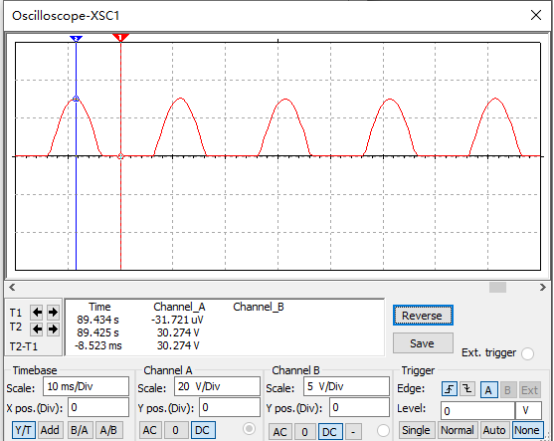 Oscilloscope-XSC1
2 1
T1
T2
T2-T1
Time Channel_A Channel_B
89.434 s -31.721 uV
89.425 s 30.274 V
-8.523 ms 30.274 V
Reverse
Save
Ext. trigger
Timebase
Scale: 10 ms/Div
X pos.(Div): 0
Y/T Add B/A A/B
Channel A
Scale: 20 V/Div
Y pos.(Div): 0
AC 0 DC
Channel B
Scale: 5 V/Div
Y pos.(Div): 0
AC 0 DC -
Trigger
Edge: A B Ext
Level: 0 V
Single Normal Auto None